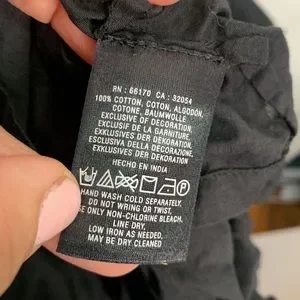 RN : 66170 CA : 32054
100% COTTON, COTON, ALGODÓN,
COTONE, BAUMWOLLE
EXCLUSIVE OF DECORATION
EXCLUSIF DE LA GARNITURE
EXCLUSIVO DE DECORACIÓN
ESCLUSIVA DELLA DECORAZIONE,
EXKLUSIVES DER DEKORATION
HECHO EN INDIA
HAND WASH COLD SEPARATELY.
DO NOT WRING OR TWIST.
USE ONLY NON-CHLORINE BLEACH.
LINE DRY.
LOW IRON AS NEEDED.
MAY BE DRY CLEANED